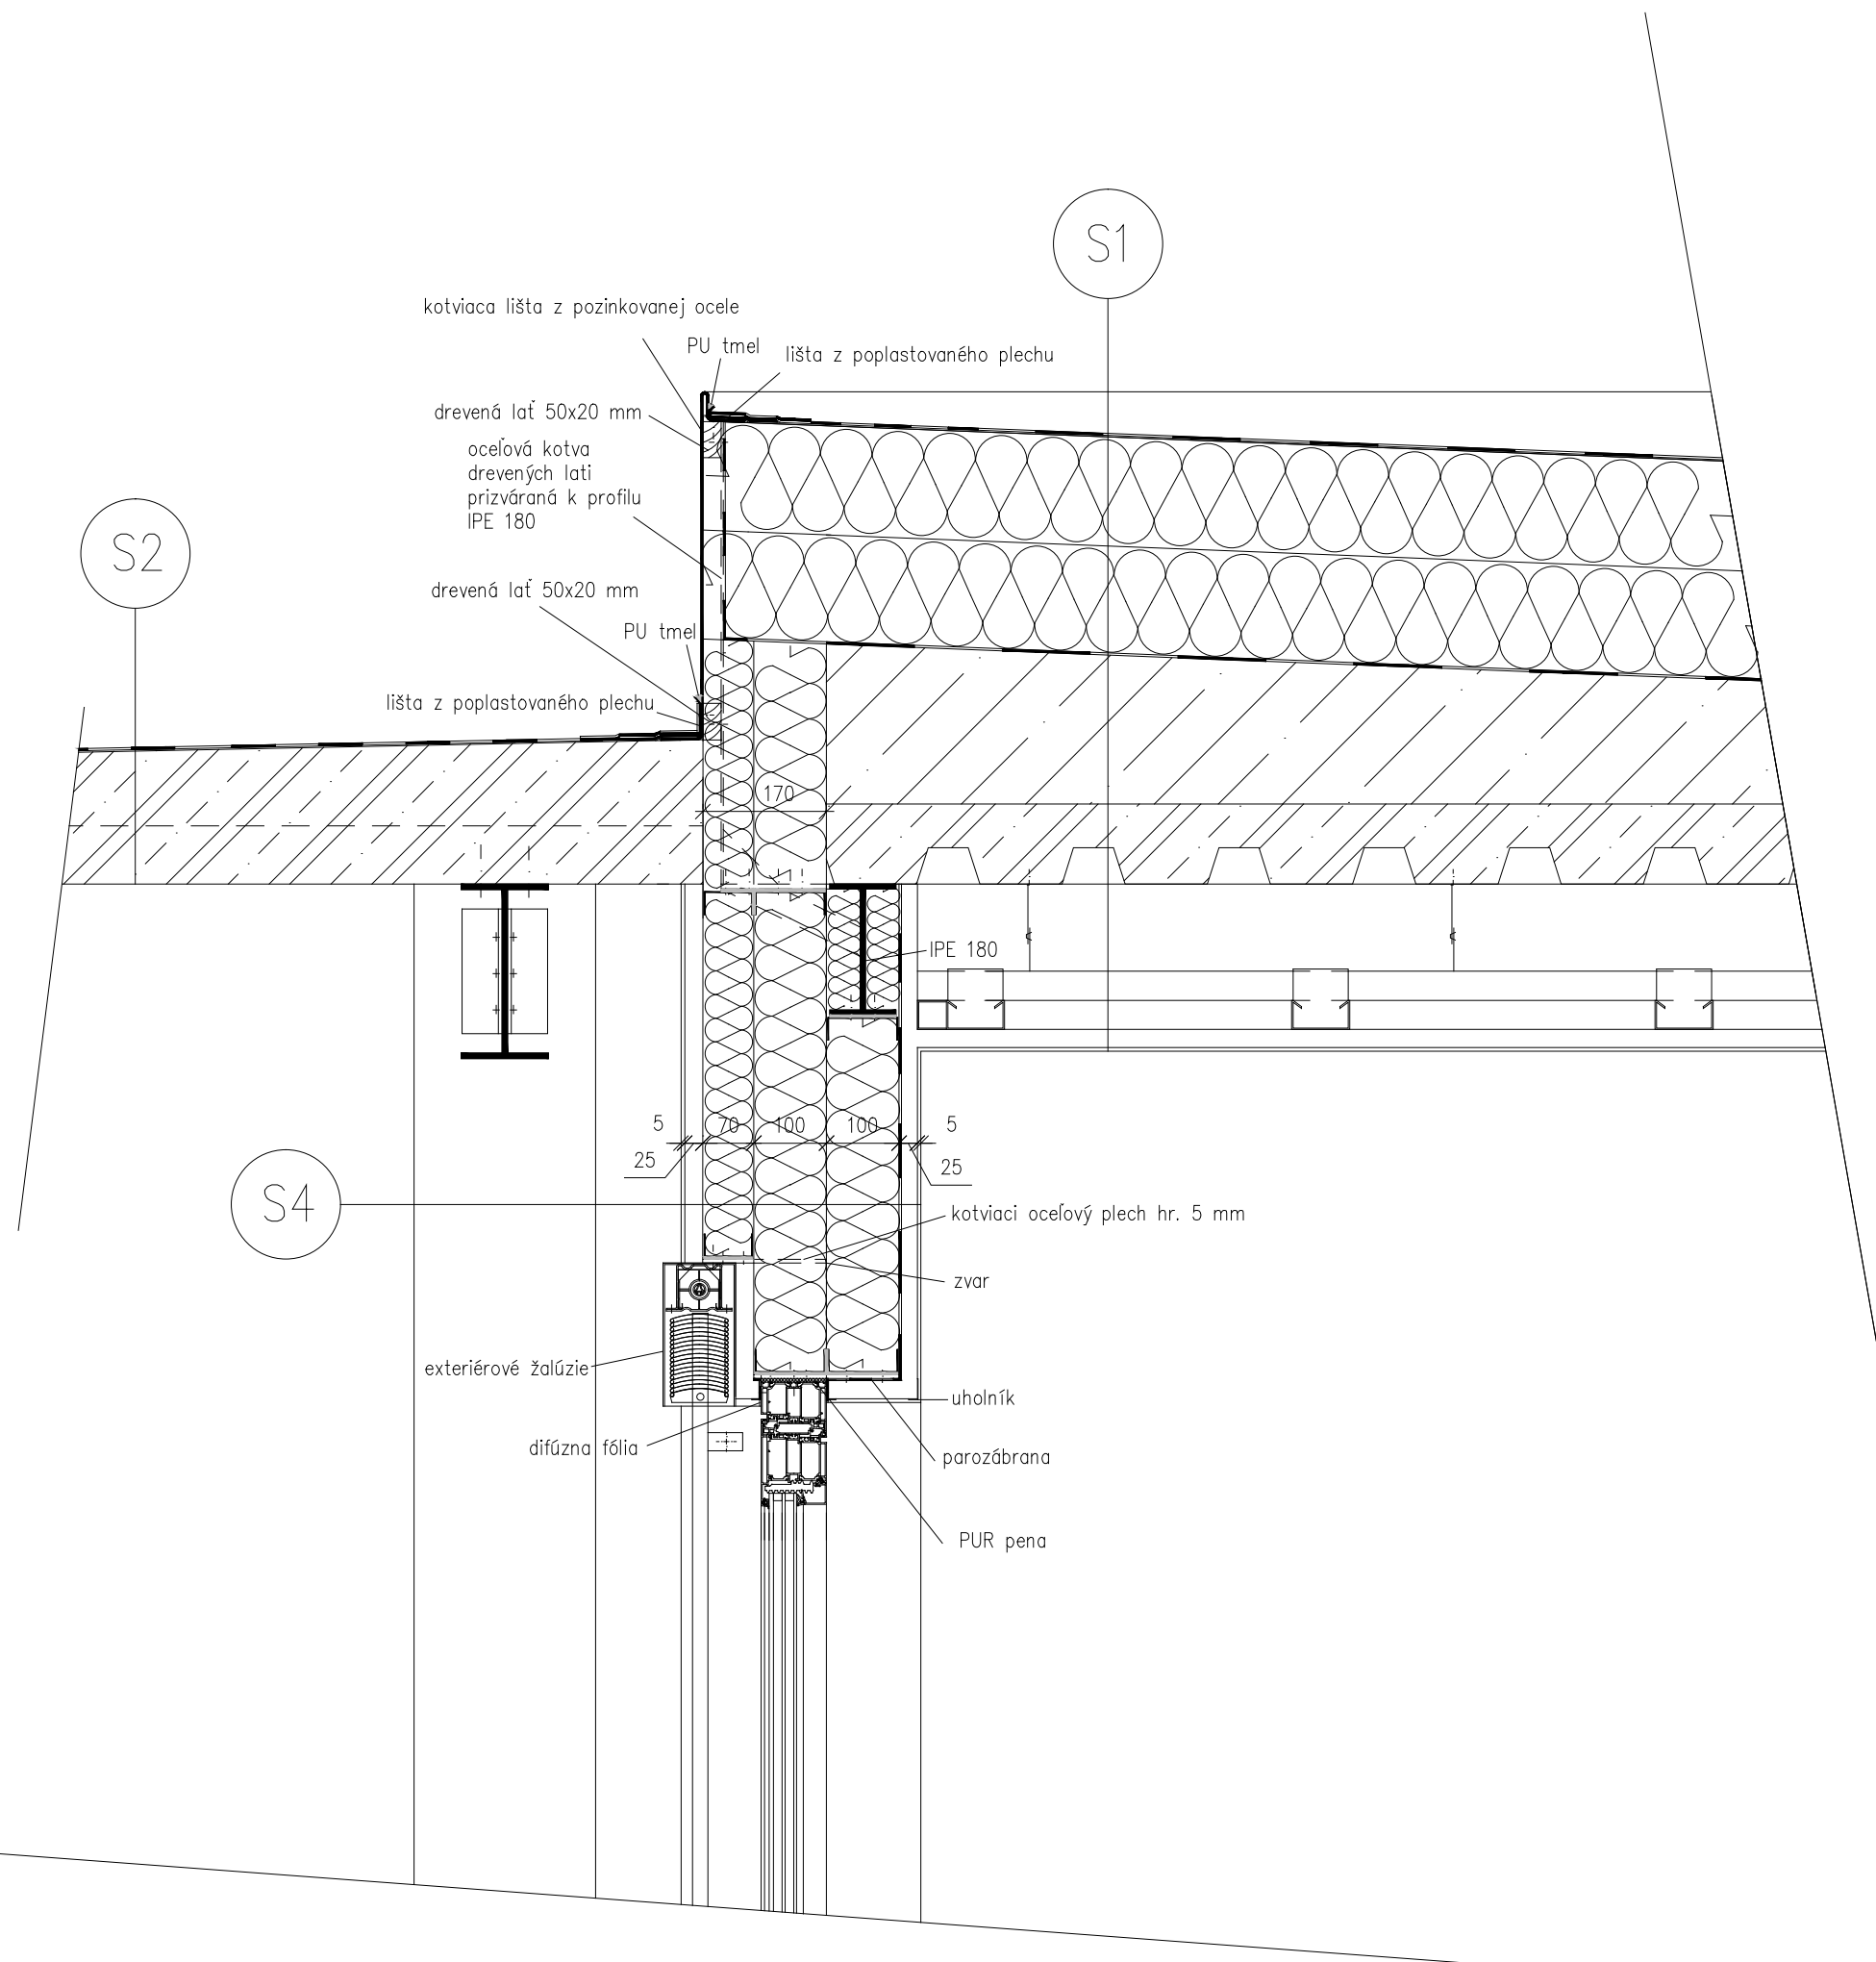 S1
kotviaca lišta z pozinkovanej ocele
PU tmel
lišta z poplastovaného plechu
drevená lať 50x20 mm
oceľová kotva
drevených lati
prizváraná k profilu
IPE 180
S2
drevená lať 50x20 mm
PU tmel
lišta z poplastovaného plechu
170
IPE 180
5
70
100
100
5
25
25
S4
kotviaci oceľový plech hr. 5 mm
zvar
exteriérové žalúzie
uholník
difúzna fólia
parozábrana
PUR pena